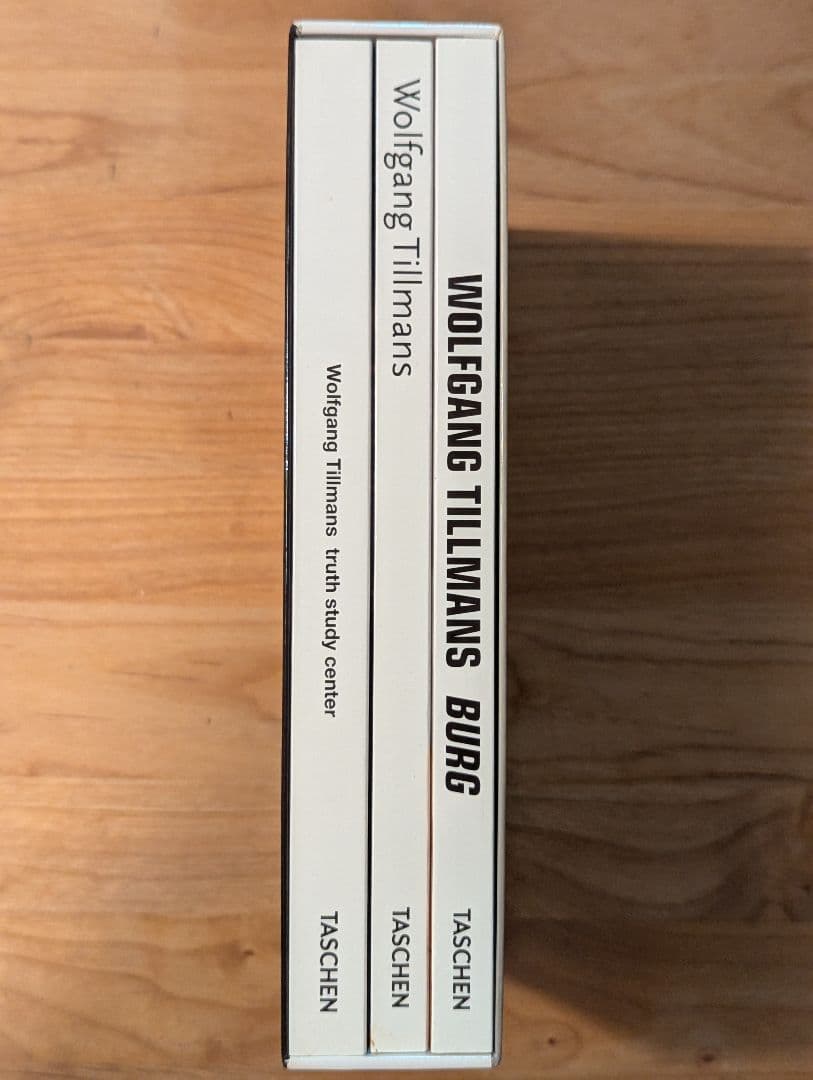 WOLFGANG TILLMANS BURG TASCHEN
Wolfgang Tillmans TASCHEN
Wolfgang Tillmans truth study center TASCHEN